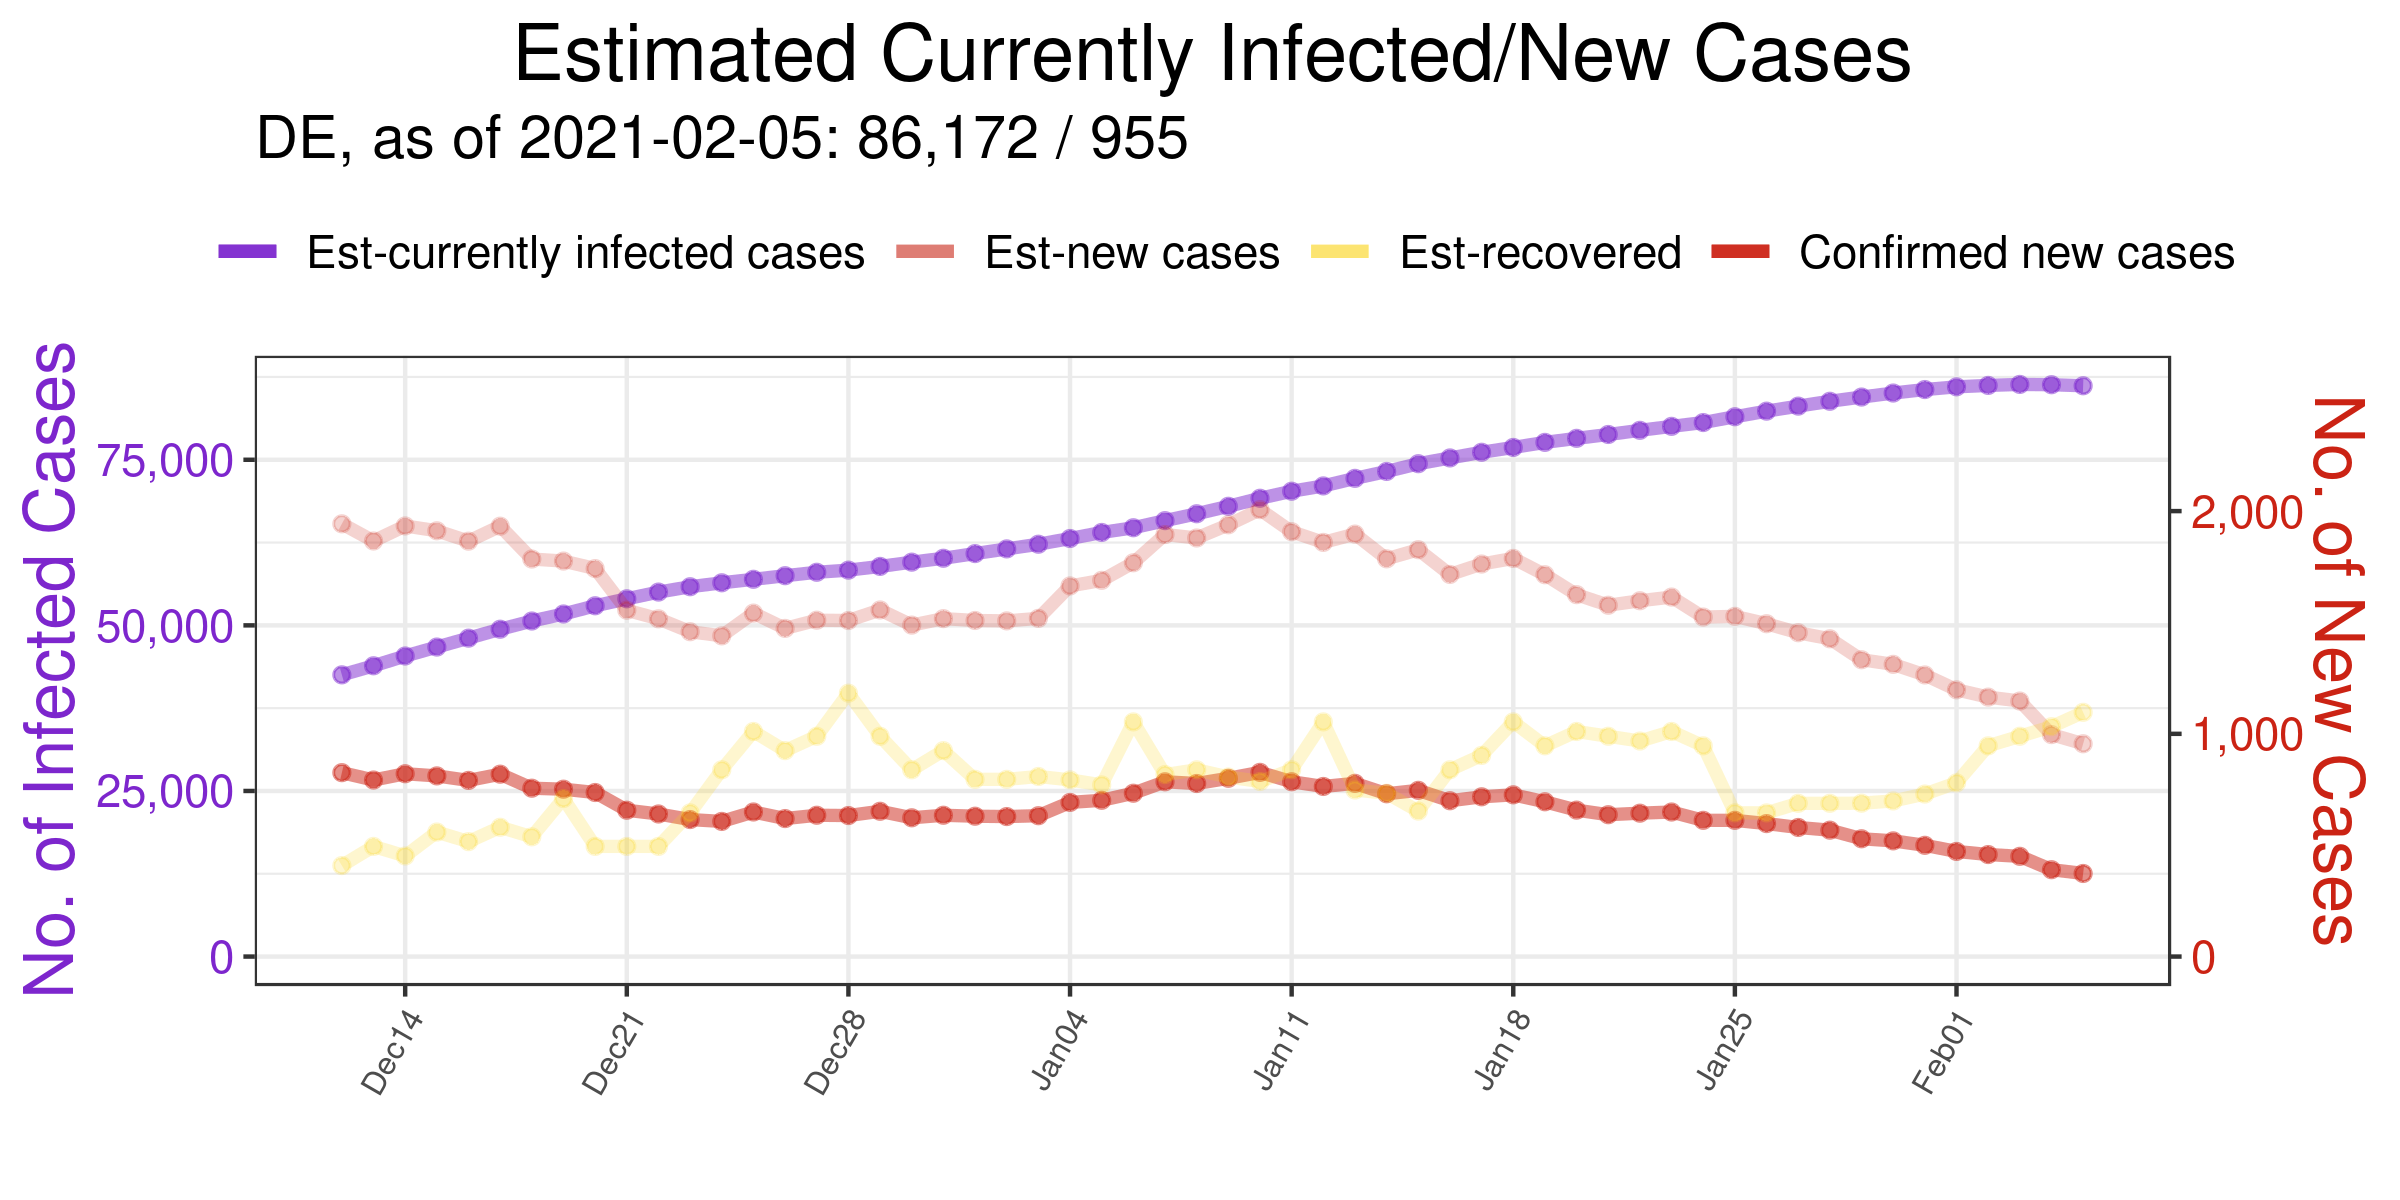 Estimated Currently Infected/New Cases
DE, as of 2021-02-05: 86,172 / 955
Est-currently infected cases Est-new cases Est-recovered Confirmed new cases
No. of Infected Cases
75,000
50,000
25,000
0
No. of New Cases
2,000
1,000
0
Dec14 Dec21 Dec28 Jan04 Jan11 Jan18 Jan25 Feb01